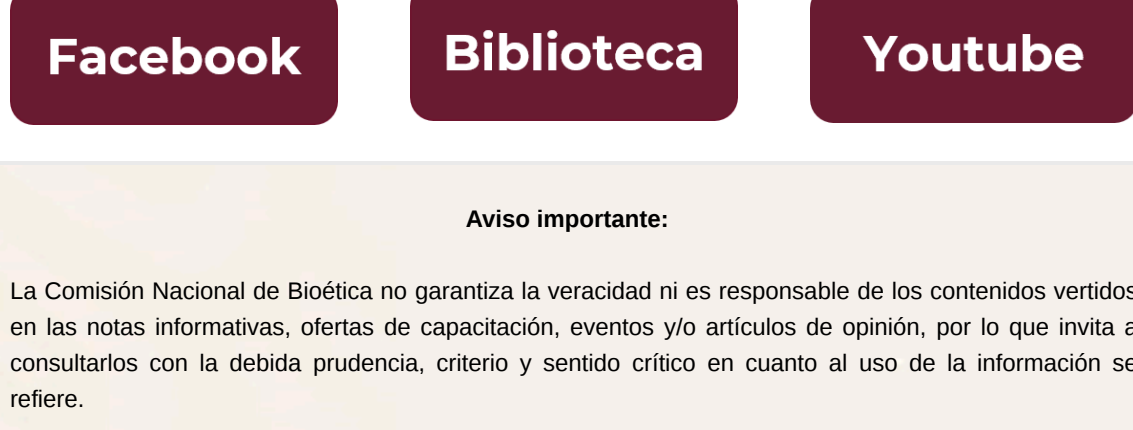 Facebook
Biblioteca
Youtube
Aviso importante:
La Comisión Nacional de Bioética no garantiza la veracidad ni es responsable de los contenidos vertidos
en las notas informativas, ofertas de capacitación, eventos y/o artículos de opinión, por lo que invita a
consultarlos con la debida prudencia, criterio y sentido crítico en cuanto al uso de la información se
refiere.